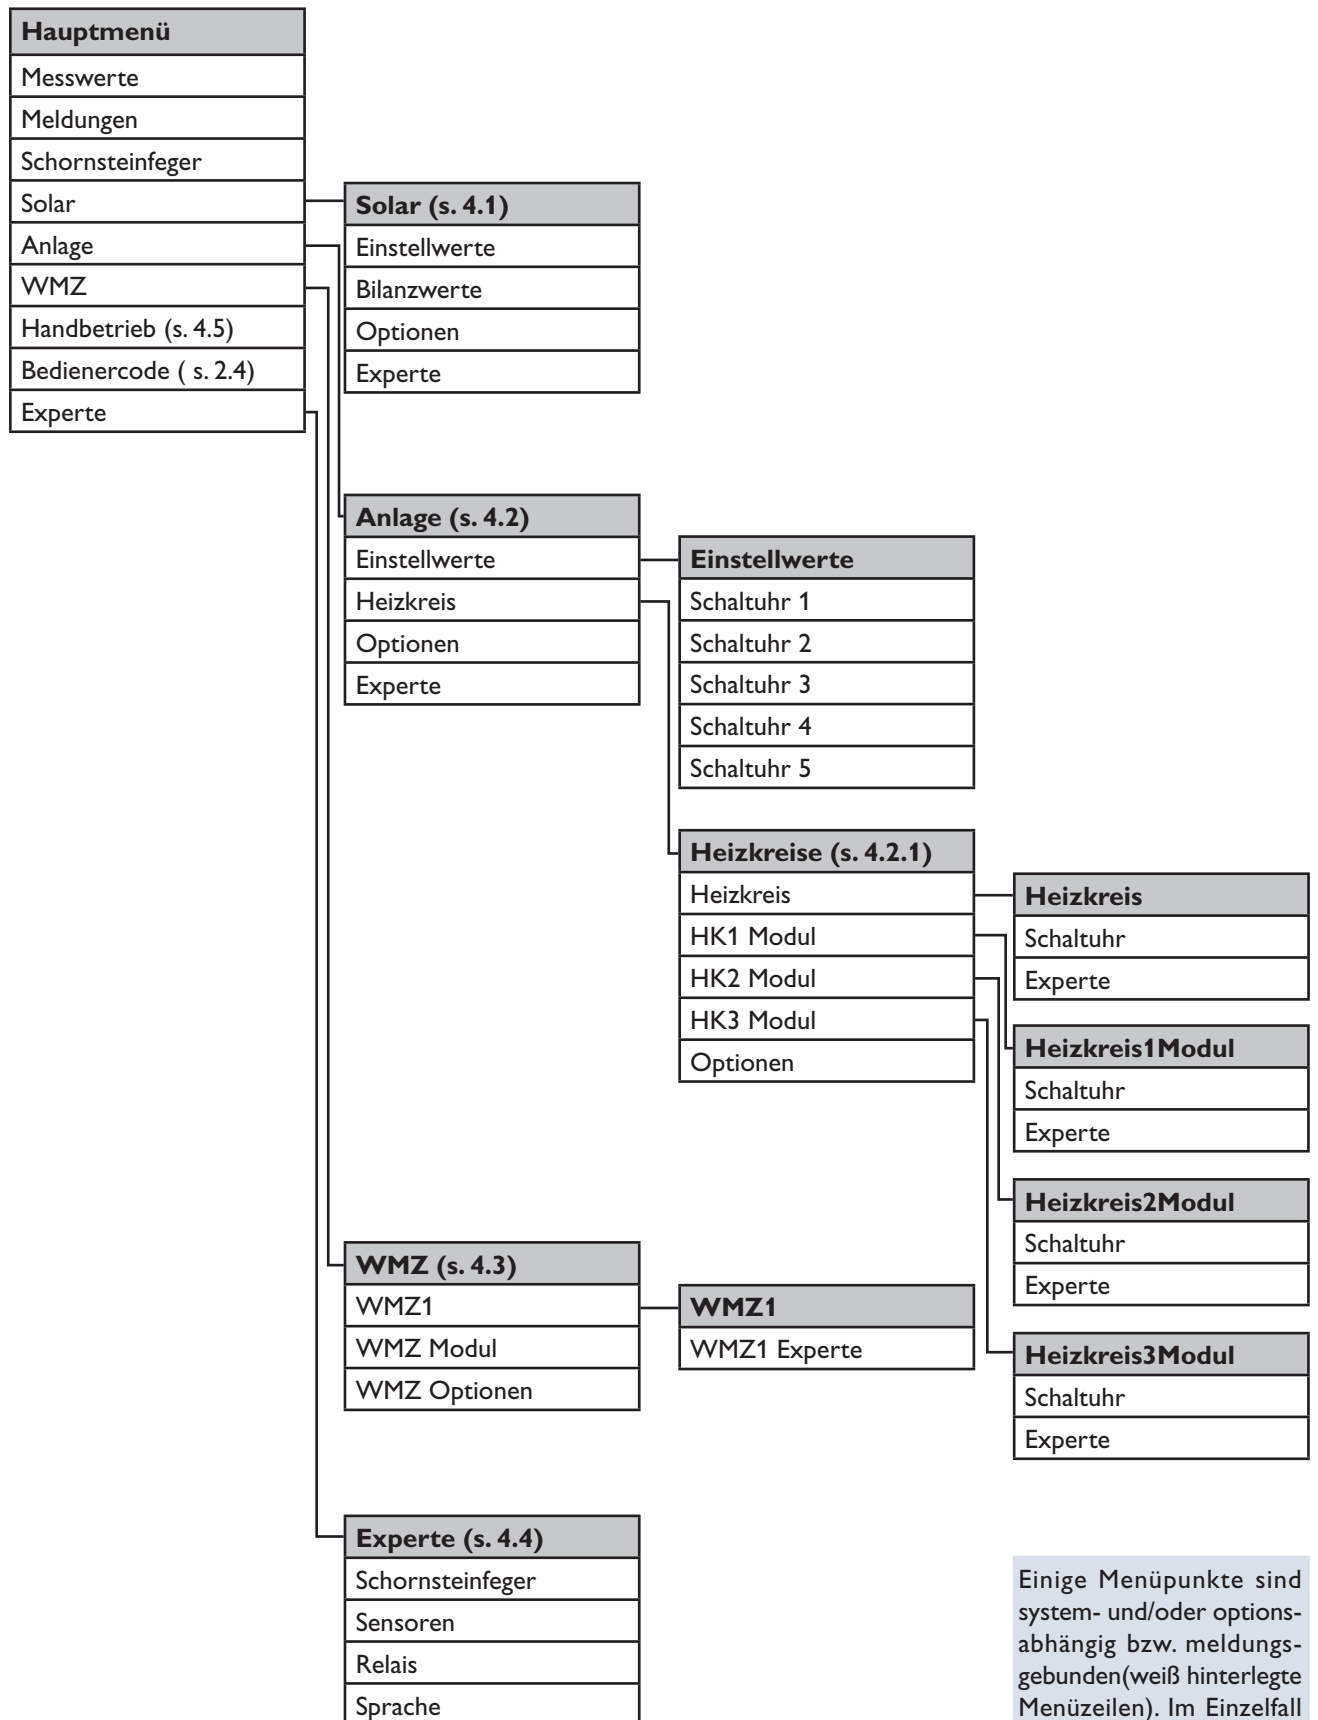 Hauptmenü
Messwerte
Meldungen
Schornsteinfeger
Solar
Anlage
WMZ
Handbetrieb (s. 4.5)
Bedienercode ( s. 2.4)
Experte
Solar (s. 4.1)
Einstellwerte
Bilanzwerte
Optionen
Experte
Anlage (s. 4.2)
Einstellwerte
Heizkreis
Optionen
Experte
Einstellwerte
Schaltuhr 1
Schaltuhr 2
Schaltuhr 3
Schaltuhr 4
Schaltuhr 5
Heizkreise (s. 4.2.1)
Heizkreis
HK1 Modul
HK2 Modul
HK3 Modul
Optionen
Heizkreis
Schaltuhr
Experte
Heizkreis1Modul
Schaltuhr
Experte
Heizkreis2Modul
Schaltuhr
Experte
Heizkreis3Modul
Schaltuhr
Experte
WMZ (s. 4.3)
WMZ1
WMZ Modul
WMZ Optionen
WMZ1
WMZ1 Experte
Experte (s. 4.4)
Schornsteinfeger
Sensoren
Relais
Sprache
Einige Menüpunkte sind
system- und/oder options-
abhängig bzw. meldungs-
gebunden(weiß hinterlegte
Menüzeilen). Im Einzelfall